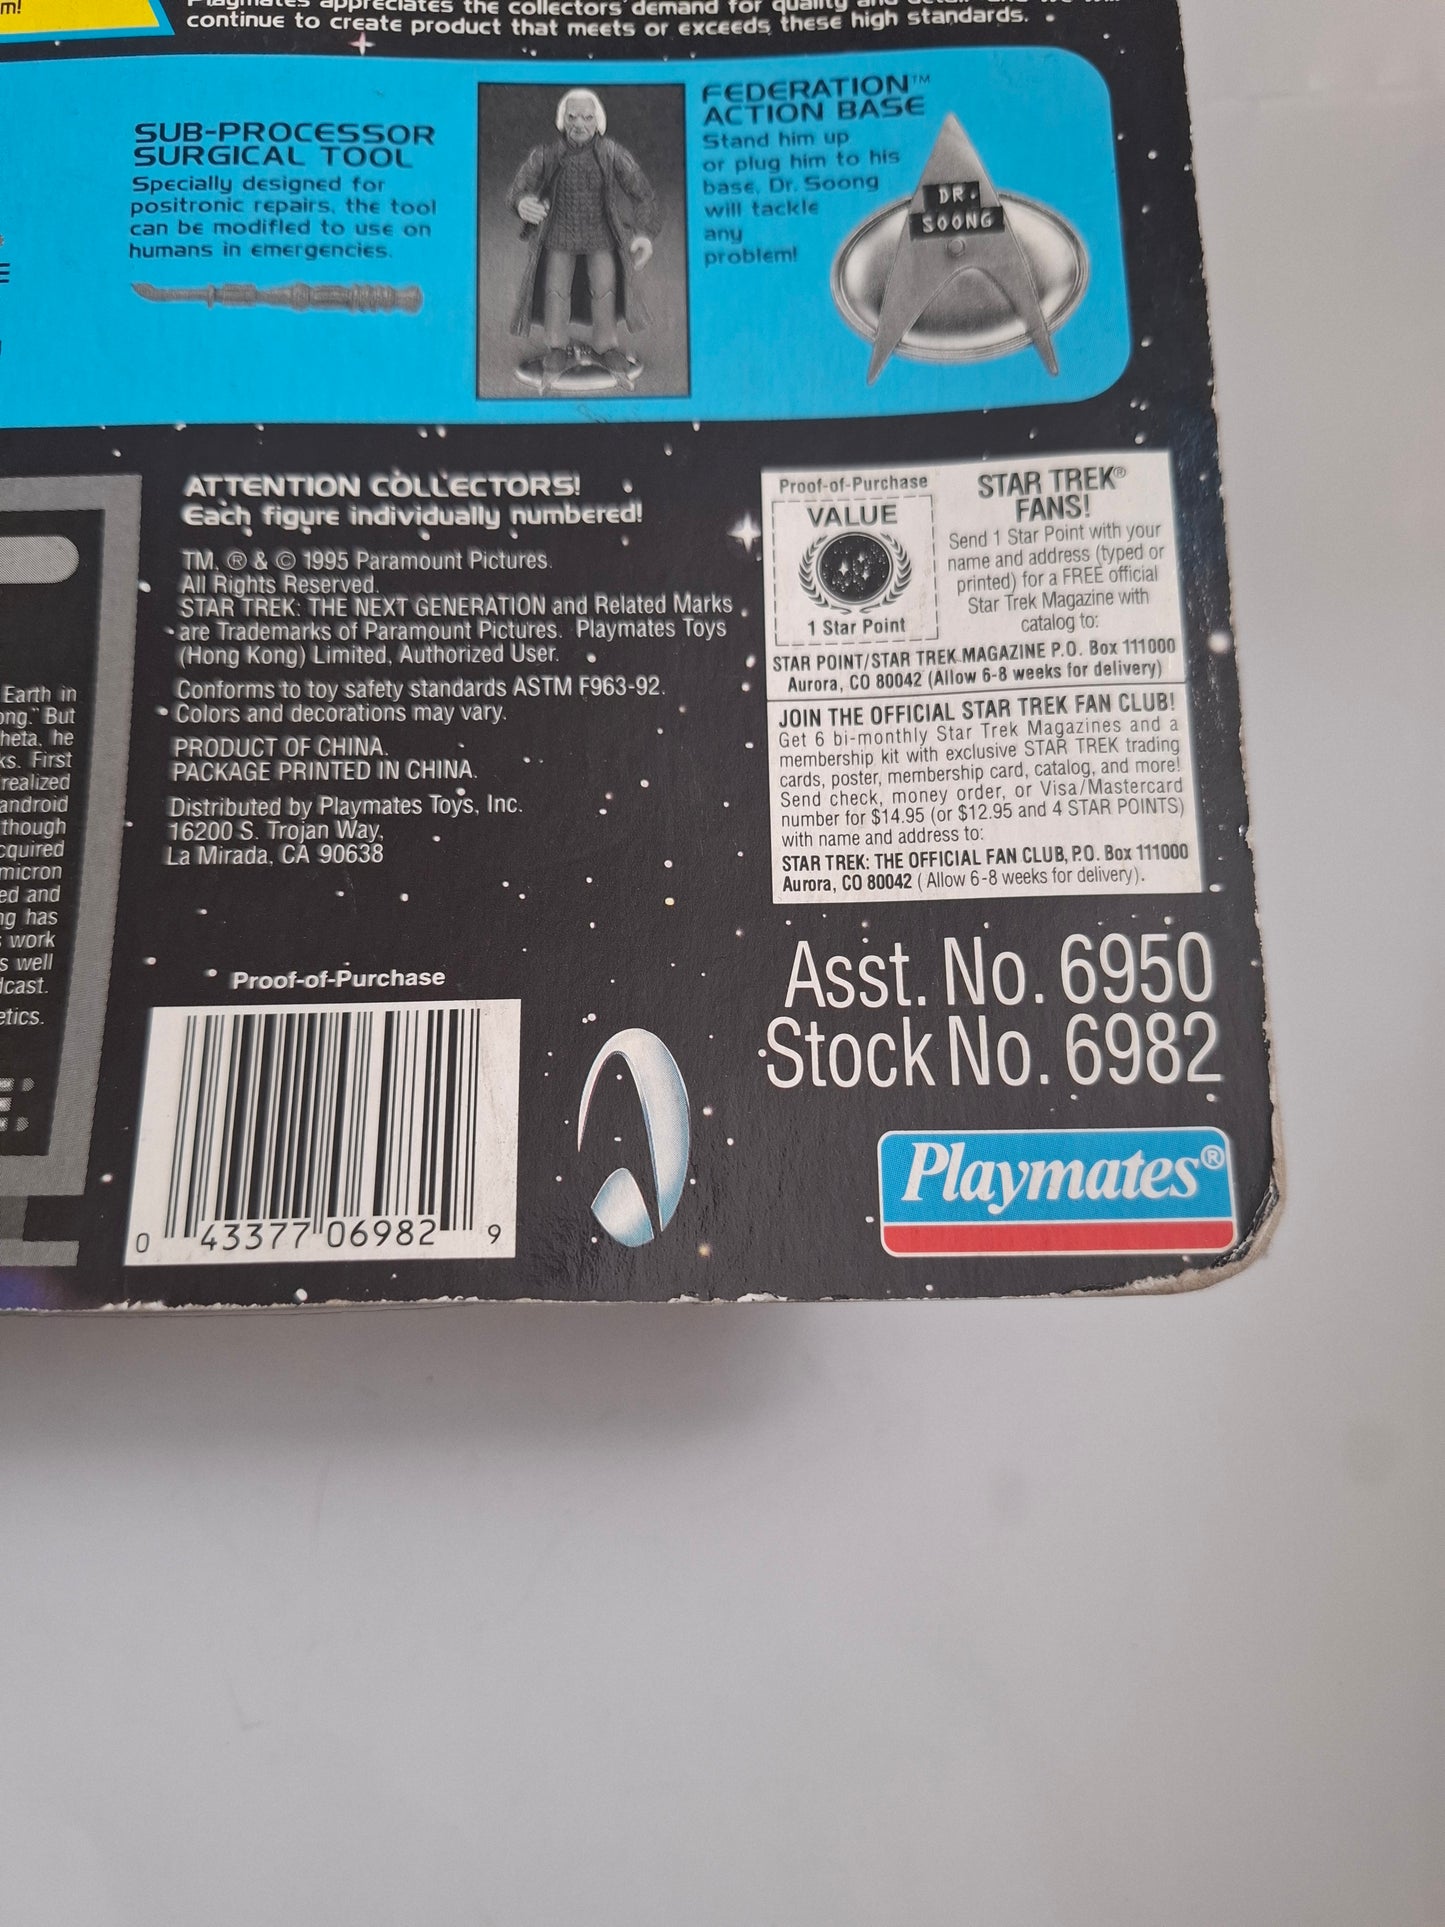 m!
Playmates appreciates the collectors' demand for quality and detail
continue to create product that meets or exceeds these high standards.
SUB-PROCESSOR
SURGICAL TOOL
Specially designed for
positronic repairs, the tool
can be modified to use on
humans in emergencies.
FEDERATION™
ACTION BASE
Stand him up
or plug him to his
base, Dr. Soong
will tackle
any
problem!
DR.
SOONG
Earth in
ong." But
heta, he
ks. First
realized
android
though
cquired
micron
ed and
ng has
work
s well
dcast.
etics.
ATTENTION COLLECTORS!
Each figure individually numbered!
TM, ® & © 1995 Paramount Pictures.
All Rights Reserved.
STAR TREK: THE NEXT GENERATION and Related Marks
are Trademarks of Paramount Pictures. Playmates Toys
(Hong Kong) Limited, Authorized User.
Conforms to toy safety standards ASTM F963-92.
Colors and decorations may vary.
PRODUCT OF CHINA.
PACKAGE PRINTED IN CHINA.
Distributed by Playmates Toys, Inc.
16200 S. Trojan Way,
La Mirada, CA 90638
Proof-of-Purchase
0 43377 06982 9
Proof-of-Purchase
VALUE
1 Star Point
STAR TREK®
FANS!
Send 1 Star Point with your
name and address (typed or
printed) for a FREE official
Star Trek Magazine with
catalog to:
STAR POINT/STAR TREK MAGAZINE P.O. Box 111000
Aurora, CO 80042 (Allow 6-8 weeks for delivery)
JOIN THE OFFICIAL STAR TREK FAN CLUB!
Get 6 bi-monthly Star Trek Magazines and a
membership kit with exclusive STAR TREK trading
cards, poster, membership card, catalog, and more!
Send check, money order, or Visa/Mastercard
number for $14.95 (or $12.95 and 4 STAR POINTS)
with name and address to:
STAR TREK: THE OFFICIAL FAN CLUB, P.O. Box 111000
Aurora, CO 80042 (Allow 6-8 weeks for delivery).
Asst. No. 6950
Stock No. 6982
Playmates®